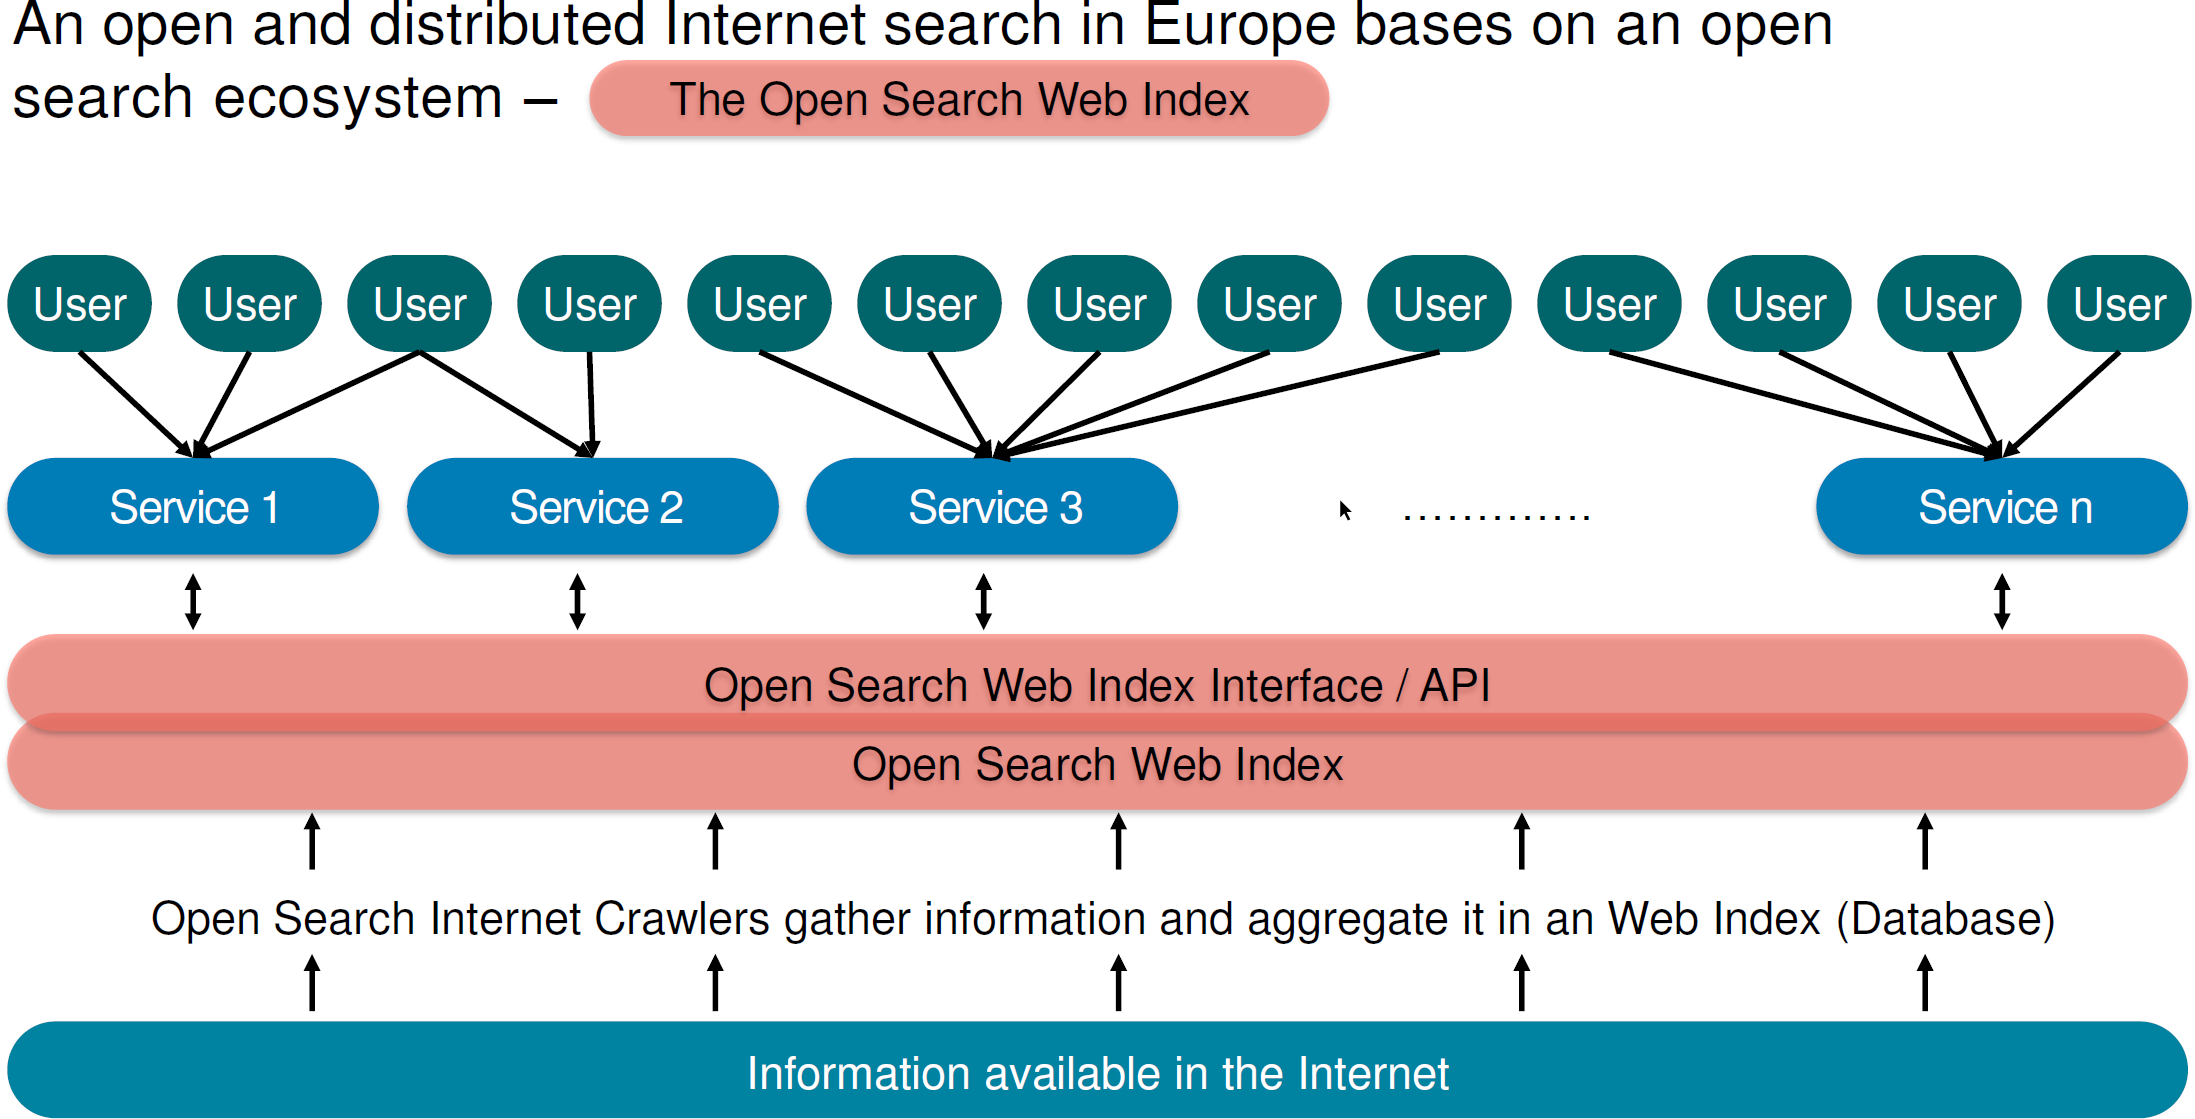 An open and distributed Internet search in Europe bases on an open
search ecosystem – The Open Search Web Index
User User User User User User User User User User User User User
Service 1 Service 2 Service 3 ............. Service n
Open Search Web Index Interface / API
Open Search Web Index
Open Search Internet Crawlers gather information and aggregate it in an Web Index (Database)
Information available in the Internet